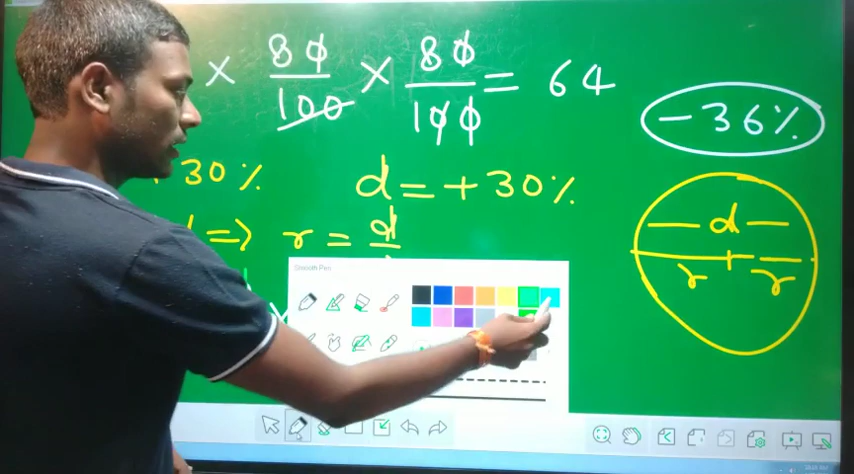 × 80/100 × 80/100 = 64
-36%
+ 30%
d = + 30%
d
=> r = d/
r r
Smooth Pen